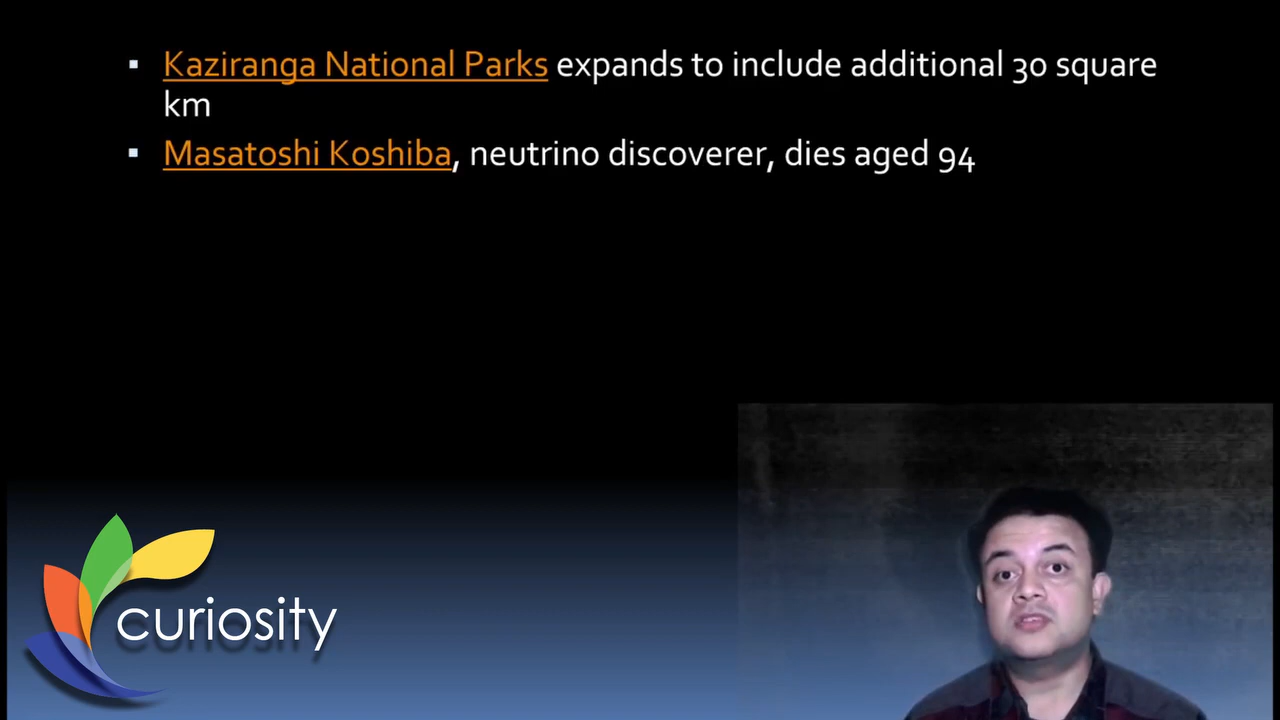 ▪ Kaziranga National Parks expands to include additional 30 square
km
▪ Masatoshi Koshiba, neutrino discoverer, dies aged 94
curiosity